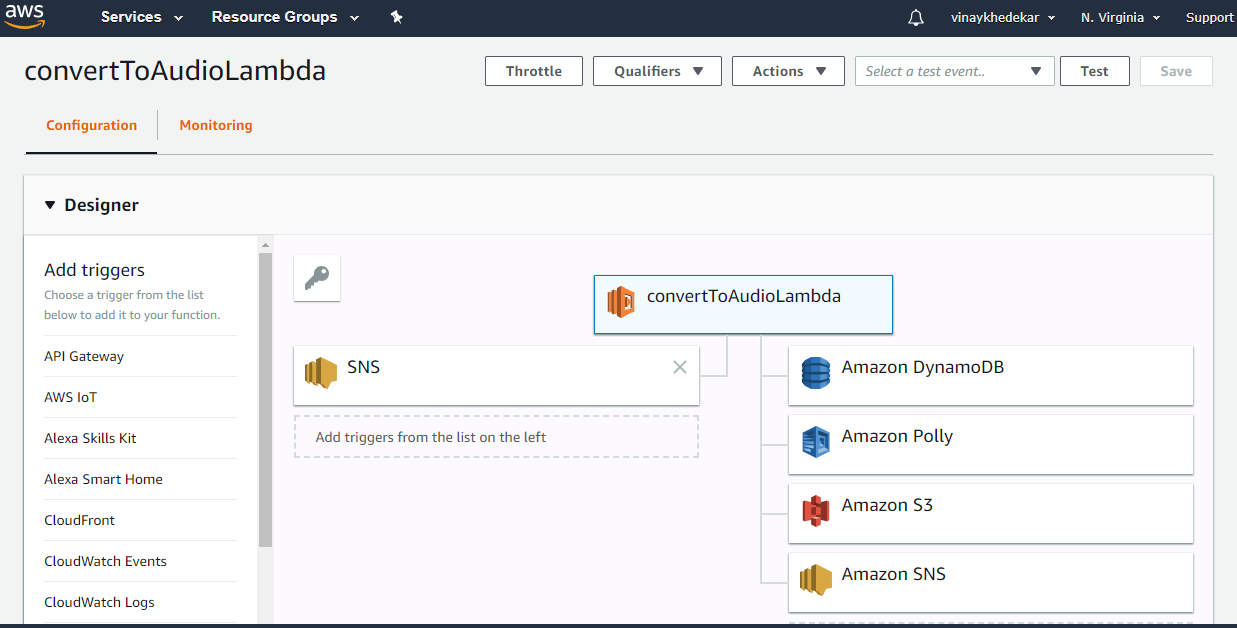 aws Services Resource Groups vinaykhedekar N. Virginia Support
convertToAudioLambda Throttle Qualifiers Actions Select a test event.. Test Save
Configuration Monitoring
Designer
Add triggers
Choose a trigger from the list
below to add it to your function.
API Gateway
AWS IoT
Alexa Skills Kit
Alexa Smart Home
CloudFront
CloudWatch Events
CloudWatch Logs
convertToAudioLambda
SNS
Add triggers from the list on the left
Amazon DynamoDB
Amazon Polly
Amazon S3
Amazon SNS